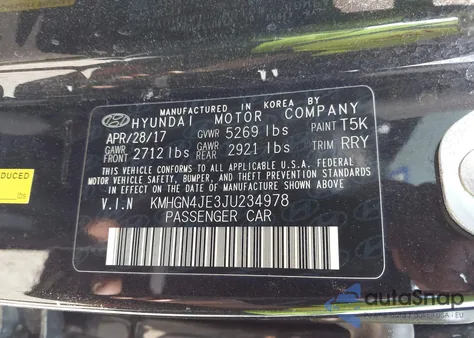 MANUFACTURED IN KOREA BY
HYUNDAI MOTOR COMPANY
APR/28/17 GVWR 5269 lbs PAINT T5K
GAWR FRONT 2712 lbs GAWR REAR 2921 lbs TRIM RRY
THIS VEHICLE CONFORMS TO ALL APPLICABLE U.S.A. FEDERAL
MOTOR VEHICLE SAFETY, BUMPER, AND THEFT PREVENTION
STANDARDS IN EFFECT ON THE DATE OF MANUFACTURE SHOWN ABOVE.
V.I.N KMHGN4JE3JU234978
PASSENGER CAR
DUCED
autoSnap